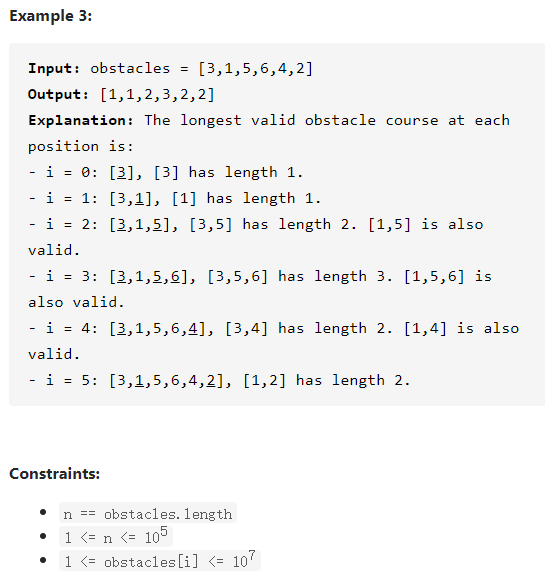 Example 3:
Input: obstacles = [3,1,5,6,4,2]
Output: [1,1,2,3,2,2]
Explanation: The longest valid obstacle course at each
position is:
- i = 0: [3], [3] has length 1.
- i = 1: [3,1], [1] has length 1.
- i = 2: [3,1,5], [3,5] has length 2. [1,5] is also
valid.
- i = 3: [3,1,5,6], [3,5,6] has length 3. [1,5,6] is
also valid.
- i = 4: [3,1,5,6,4], [3,4] has length 2. [1,4] is also
valid.
- i = 5: [3,1,5,6,4,2], [1,2] has length 2.
Constraints:
• n == obstacles.length
• 1 <= n <= 10⁵
• 1 <= obstacles[i] <= 10⁷